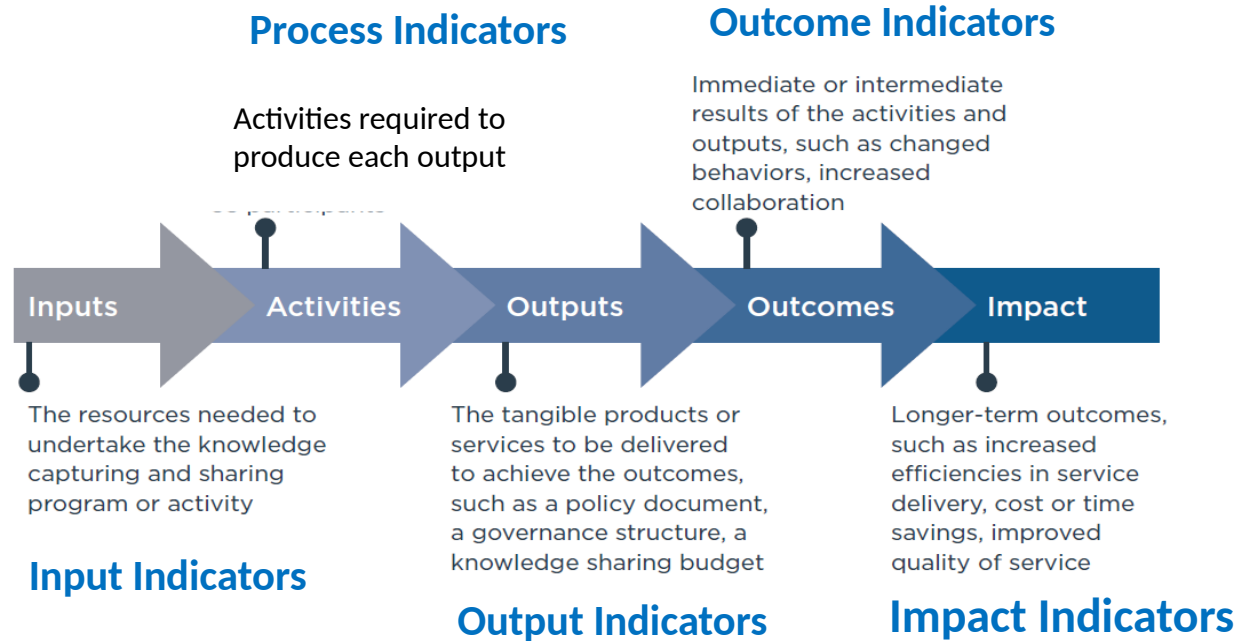 Process Indicators
Outcome Indicators
Activities required to
produce each output
Immediate or intermediate
results of the activities and
outputs, such as changed
behaviors, increased
collaboration
Inputs
Activities
Outputs
Outcomes
Impact
The resources needed to
undertake the knowledge
capturing and sharing
program or activity
Input Indicators
The tangible products or
services to be delivered
to achieve the outcomes,
such as a policy document,
a governance structure, a
knowledge sharing budget
Output Indicators
Longer-term outcomes,
such as increased
efficiencies in service
delivery, cost or time
savings, improved
quality of service
Impact Indicators